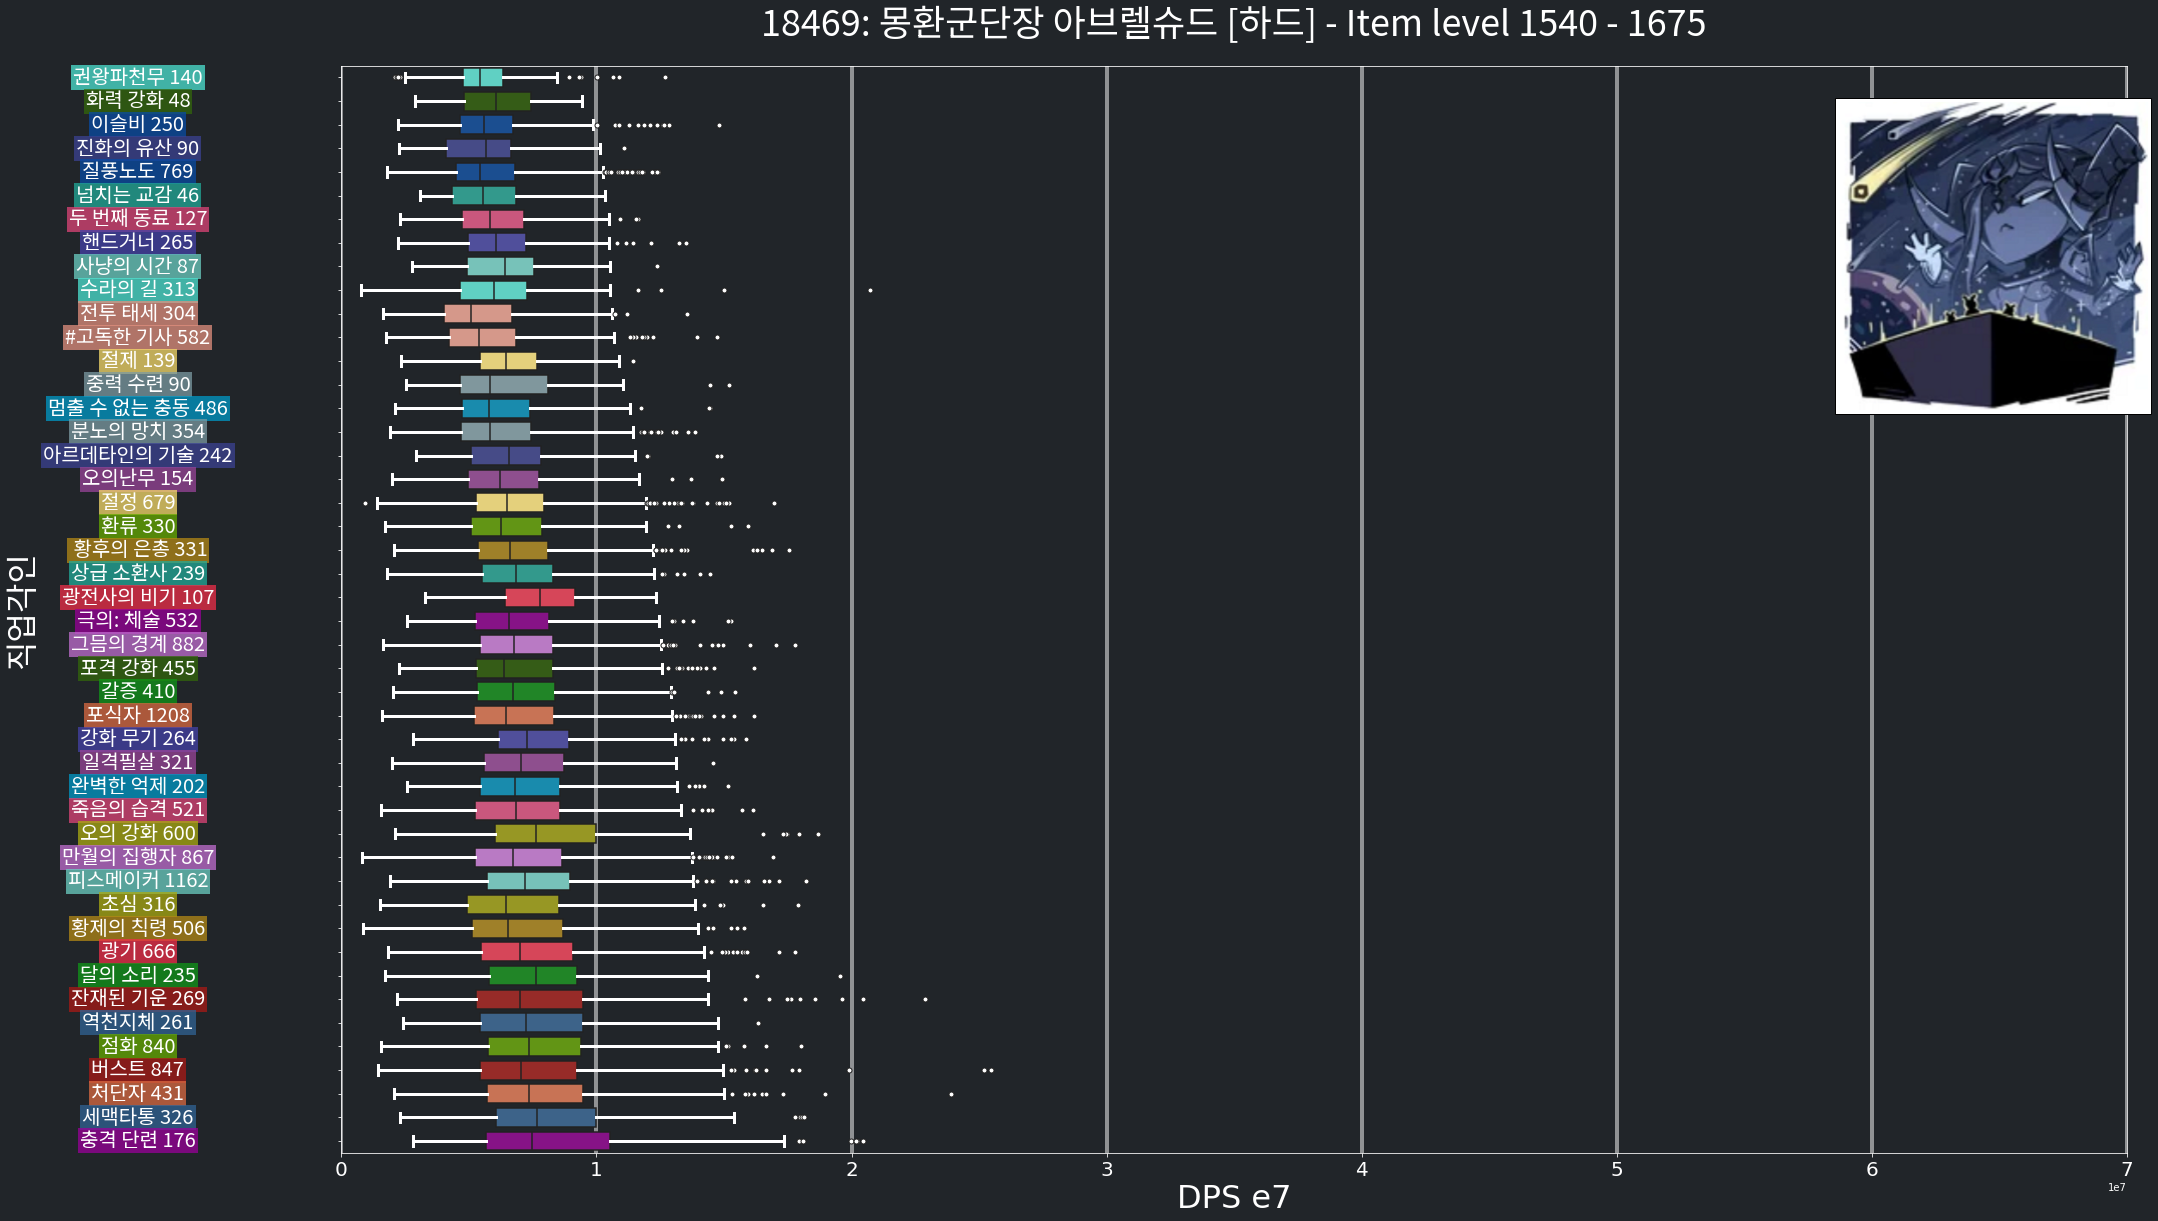 18469: 몽환군단장 아브렐슈드 [하드] - Item level 1540 - 1675
직업각인
권왕파천무 140
화력 강화 48
이슬비 250
진화의 유산 90
질풍노도 769
넘치는 교감 46
두 번째 동료 127
핸드거너 265
사냥의 시간 87
수라의 길 313
전투 태세 304
#고독한 기사 582
절제 139
중력 수련 90
멈출 수 없는 충동 486
분노의 망치 354
아르데타인의 기술 242
오의난무 154
절정 679
환류 330
황후의 은총 331
상급 소환사 239
광전사의 비기 107
극의: 체술 532
그믐의 경계 882
포격 강화 455
갈증 410
포식자 1208
강화 무기 264
일격필살 321
완벽한 억제 202
죽음의 습격 521
오의 강화 600
만월의 집행자 867
피스메이커 1162
초심 316
황제의 칙령 506
광기 666
달의 소리 235
잔재된 기운 269
역천지체 261
점화 840
버스트 847
처단자 431
세맥타통 326
충격 단련 176
0 1 2 3 4 5 6 7
DPS e7
1e7